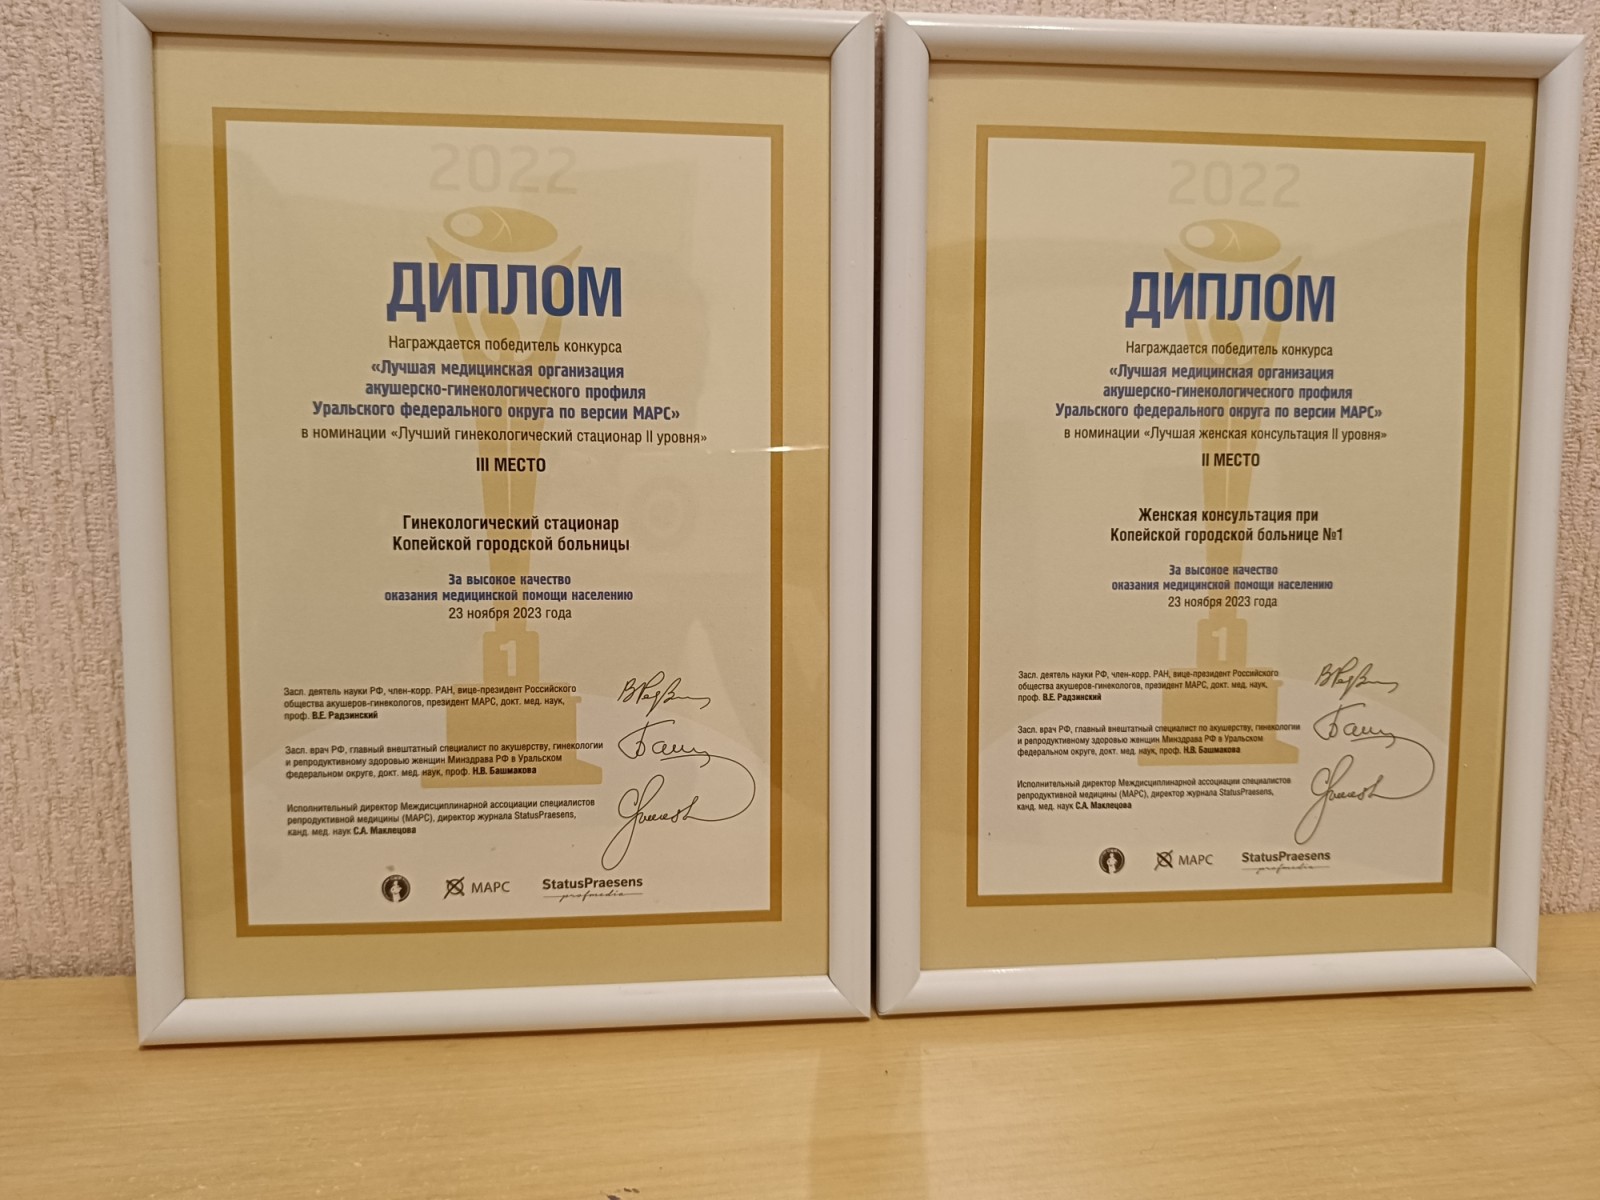 2022
ДИПЛОМ
Награждается победитель конкурса
«Лучшая медицинская организация
акушерско-гинекологического профиля
Уральского федерального округа по версии МАРС»
в номинации «Лучший гинекологический стационар II уровня»
III МЕСТО
Гинекологический стационар
Копейской городской больницы
За высокое качество
оказания медицинской помощи населению
23 ноября 2023 года
1
Засл. деятель науки РФ, член-корр. РАН, вице-президент Российского
общества акушеров-гинекологов, президент МАРС, докт. мед. наук,
проф. В.Е. Радзинский
Засл. врач РФ, главный внештатный специалист по акушерству, гинекологии
и репродуктивному здоровью женщин Минздрава РФ в Уральском
федеральном округе, докт. мед. наук, проф. Н.В. Башмакова
Исполнительный директор Междисциплинарной ассоциации специалистов
репродуктивной медицины (МАРС), директор журнала StatusPraesens,
канд. мед. наук С.А. Маклецова
МАРС
StatusPraesens
profmedia
2022
ДИПЛОМ
Награждается победитель конкурса
«Лучшая медицинская организация
акушерско-гинекологического профиля
Уральского федерального округа по версии МАРС»
в номинации «Лучшая женская консультация II уровня»
II МЕСТО
Женская консультация при
Копейской городской больнице №1
За высокое качество
оказания медицинской помощи населению
23 ноября 2023 года
1
Засл. деятель науки РФ, член-корр. РАН, вице-президент Российского
общества акушеров-гинекологов, президент МАРС, докт. мед. наук,
проф. В.Е. Радзинский
Засл. врач РФ, главный внештатный специалист по акушерству, гинекологии
и репродуктивному здоровью женщин Минздрава РФ в Уральском
федеральном округе, докт. мед. наук, проф. Н.В. Башмакова
Исполнительный директор Междисциплинарной ассоциации специалистов
репродуктивной медицины (МАРС), директор журнала StatusPraesens,
канд. мед. наук С.А. Маклецова
МАРС
StatusPraesens
profmedia